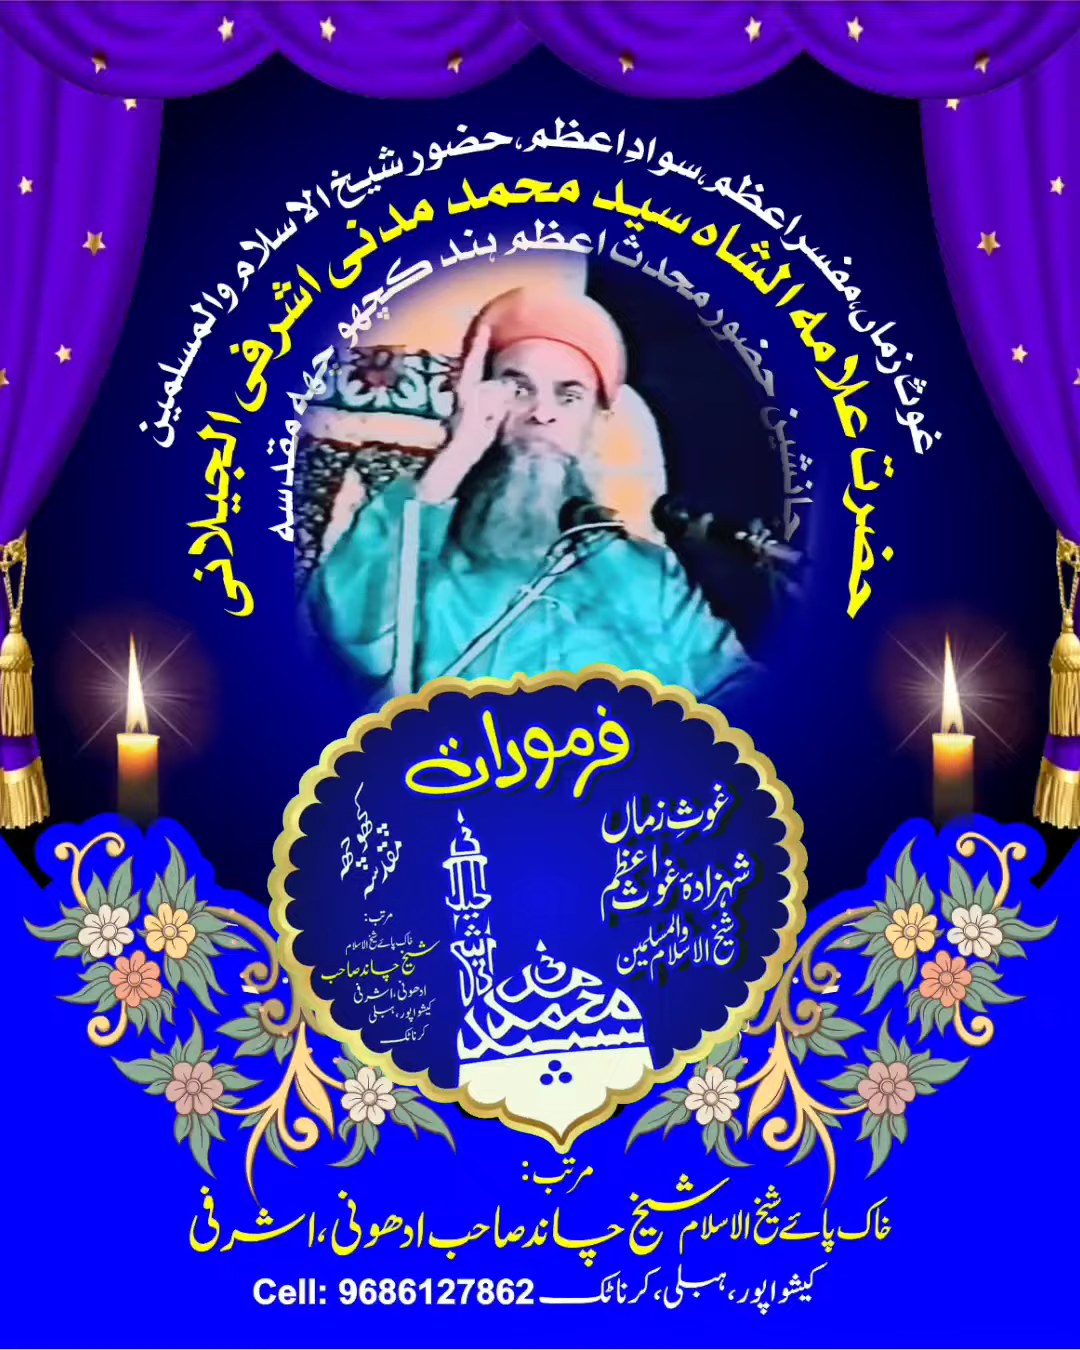 غوث زماں، مفسر اعظم، سوادِ اعظم، حضور شیخ الاسلام والمسلمین
حضرت علامہ الشاہ سید محمد مدنی اشرفی الجیلانی
جانشین حضور محدث اعظم ہند کچھوچھہ مقدسہ
فرمودات
غوثِ زماں
شہزادۂ غوث اعظم
شیخ الاسلام والمسلمین
سید محمد مدنی اشرفی جیلانی
کچھوچھہ مقدسہ
مرتب:
خاک پائے شیخ الاسلام
شیخ چاند صاحب
ادھونی، اشرفی
کیشواپور، ہبلی
کرناٹک
مرتب:
خاک پائے شیخ الاسلام شیخ چاند صاحب ادھونی، اشرفی
کیشواپور، ہبلی، کرناٹک Cell: 9686127862